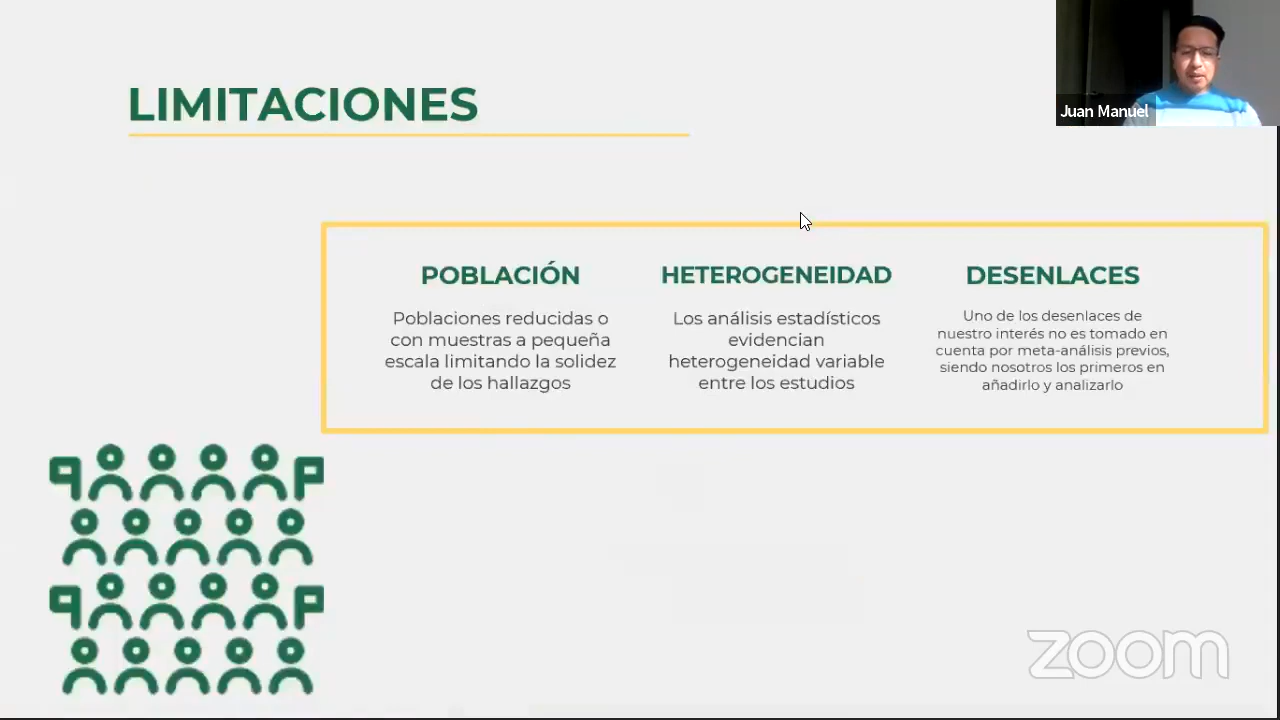 LIMITACIONES
Juan Manuel
POBLACIÓN
Poblaciones reducidas o
con muestras a pequeña
escala limitando la solidez
de los hallazgos
HETEROGENEIDAD
Los análisis estadísticos
evidencian
heterogeneidad variable
entre los estudios
DESENLACES
Uno de los desenlaces de
nuestro interés no es tomado en
cuenta por meta-análisis previos,
siendo nosotros los primeros en
añadirlo y analizarlo
zoom